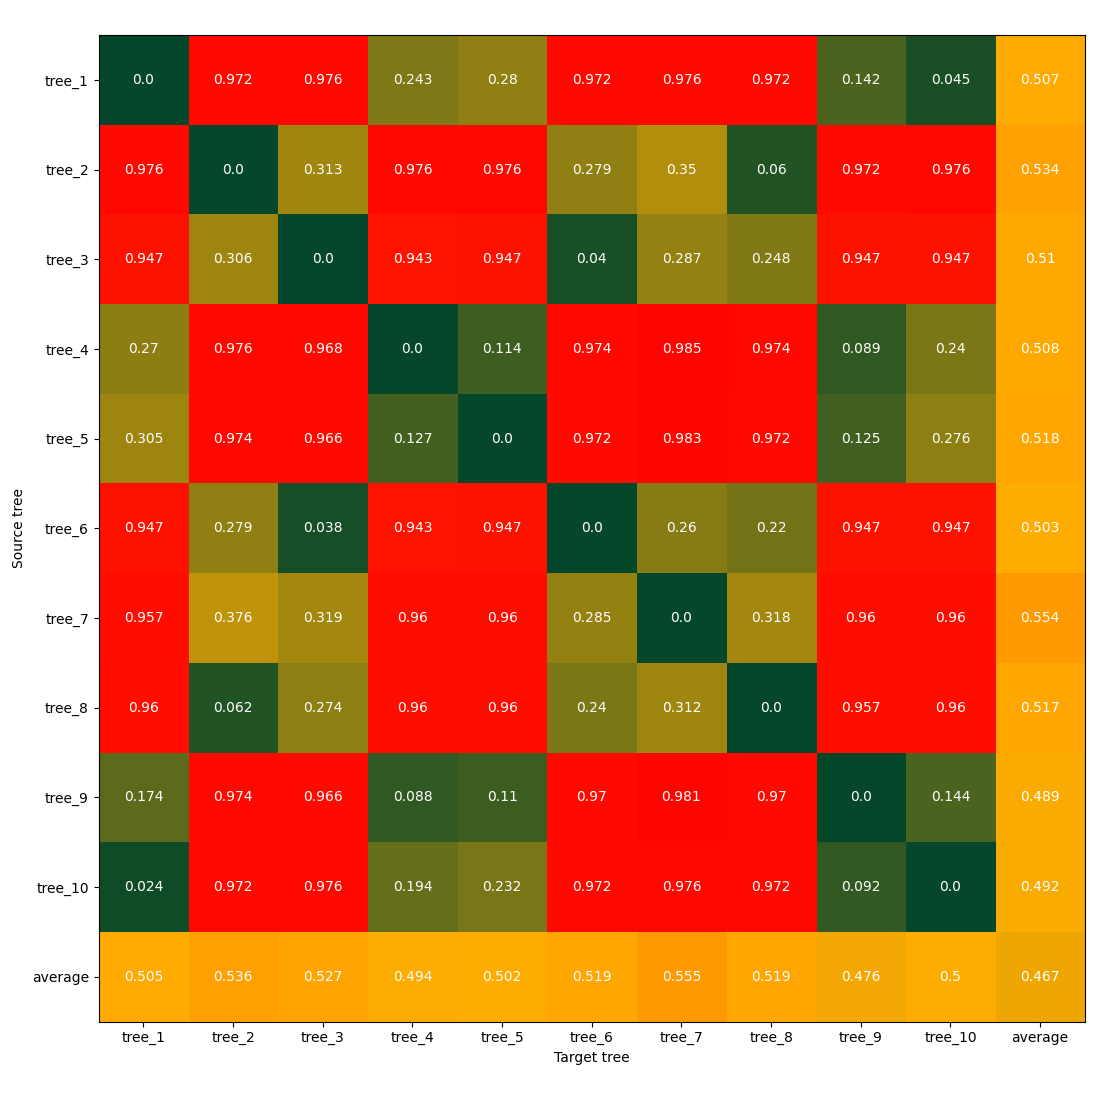 tree_1 0.0 0.972 0.976 0.243 0.28 0.972 0.976 0.972 0.142 0.045 0.507
tree_2 0.976 0.0 0.313 0.976 0.976 0.279 0.35 0.06 0.972 0.976 0.534
tree_3 0.947 0.306 0.0 0.943 0.947 0.04 0.287 0.248 0.947 0.947 0.51
tree_4 0.27 0.976 0.968 0.0 0.114 0.974 0.985 0.974 0.089 0.24 0.508
tree_5 0.305 0.974 0.966 0.127 0.0 0.972 0.983 0.972 0.125 0.276 0.518
Source tree
tree_6 0.947 0.279 0.038 0.943 0.947 0.0 0.26 0.22 0.947 0.947 0.503
tree_7 0.957 0.376 0.319 0.96 0.96 0.285 0.0 0.318 0.96 0.96 0.554
tree_8 0.96 0.062 0.274 0.96 0.96 0.24 0.312 0.0 0.957 0.96 0.517
tree_9 0.174 0.974 0.966 0.088 0.11 0.97 0.981 0.97 0.0 0.144 0.489
tree_10 0.024 0.972 0.976 0.194 0.232 0.972 0.976 0.972 0.092 0.0 0.492
average 0.505 0.536 0.527 0.494 0.502 0.519 0.555 0.519 0.476 0.5 0.467
tree_1 tree_2 tree_3 tree_4 tree_5 tree_6 tree_7 tree_8 tree_9 tree_10 average
Target tree